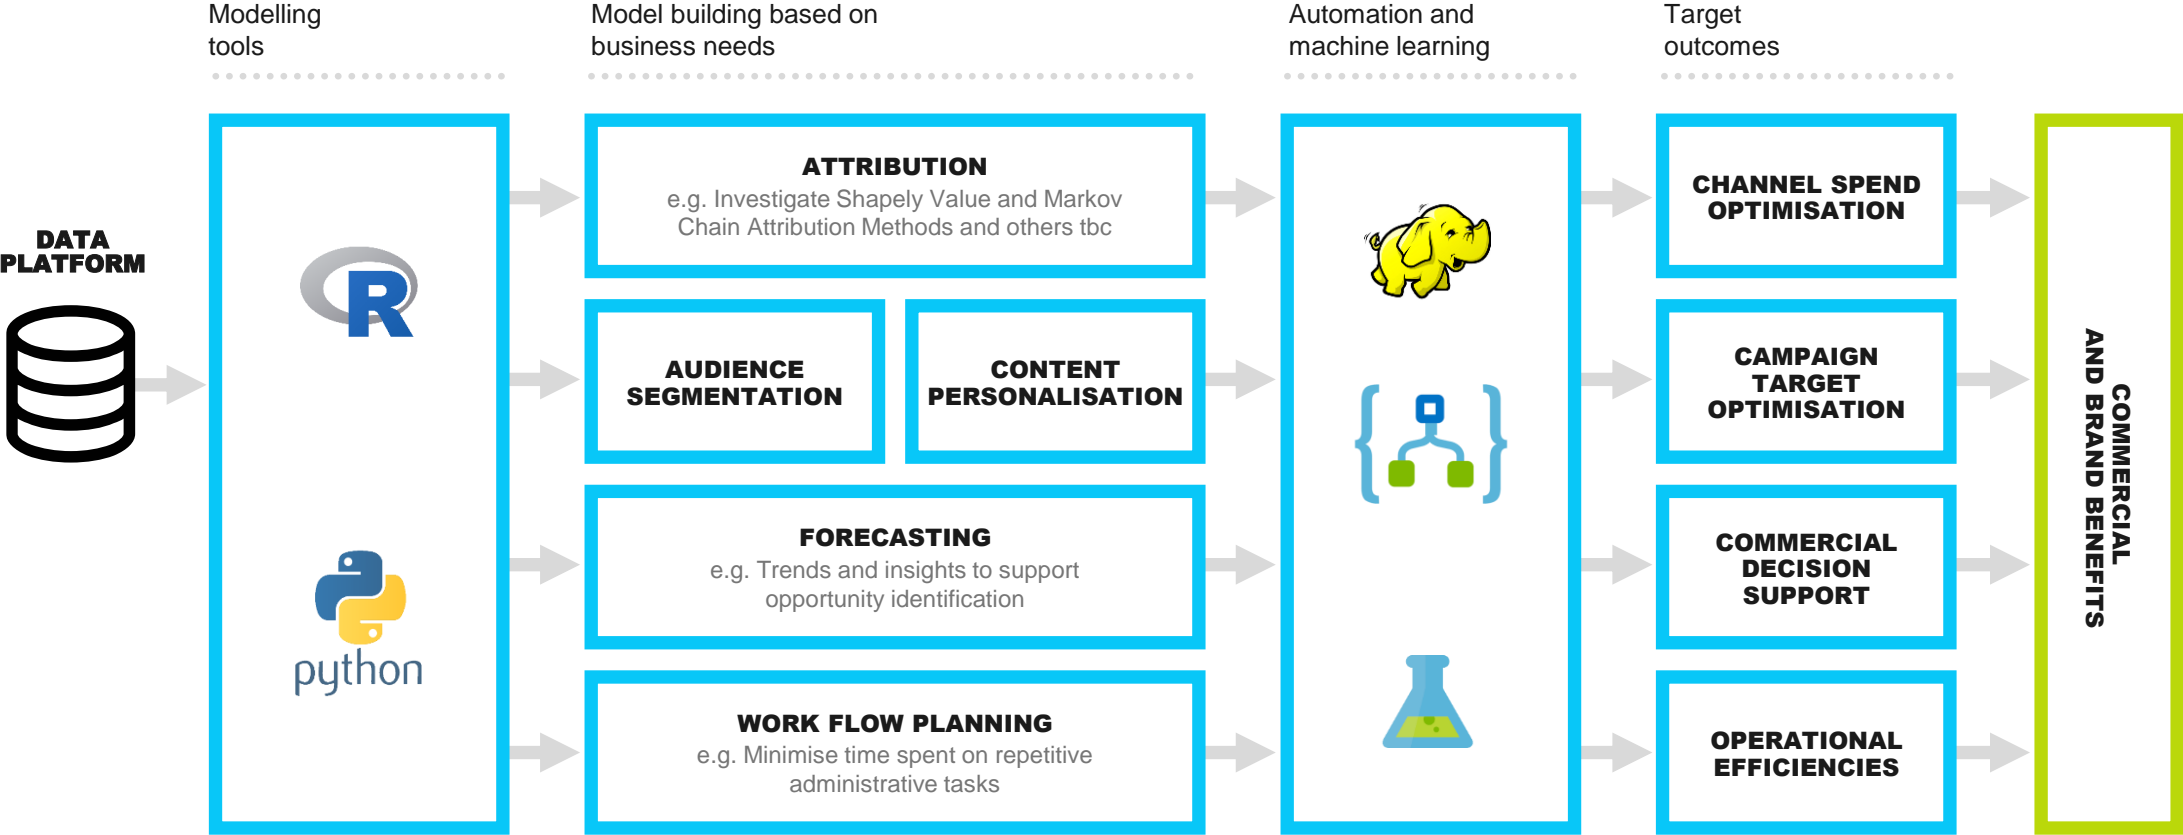 Modelling
tools
Model building based on
business needs
Automation and
machine learning
Target
outcomes
DATA
PLATFORM
R
python
ATTRIBUTION
e.g. Investigate Shapely Value and Markov
Chain Attribution Methods and others tbc
AUDIENCE
SEGMENTATION
CONTENT
PERSONALISATION
FORECASTING
e.g. Trends and insights to support
opportunity identification
WORK FLOW PLANNING
e.g. Minimise time spent on repetitive
administrative tasks
CHANNEL SPEND
OPTIMISATION
CAMPAIGN
TARGET
OPTIMISATION
COMMERCIAL
DECISION
SUPPORT
OPERATIONAL
EFFICIENCIES
COMMERCIAL
AND BRAND BENEFITS